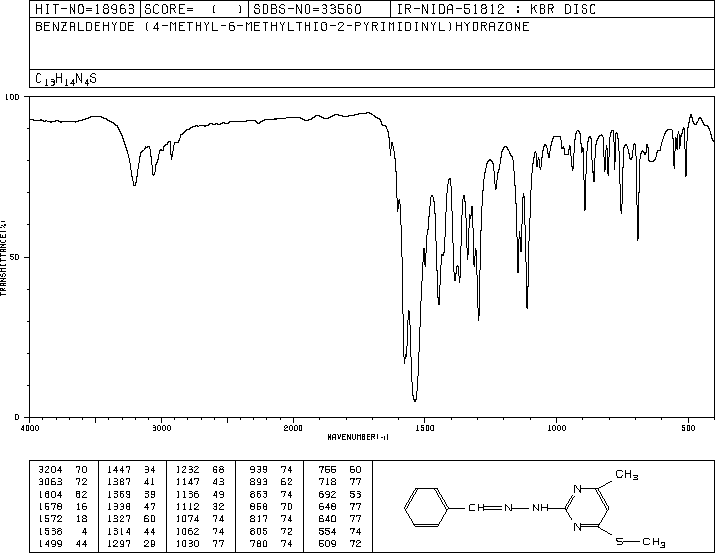 HIT-NO=18963 SCORE= ( ) SDBS-NO=33560 IR-NIDA-51812 : KBR DISC
BENZALDEHYDE (4-METHYL-6-METHYLTHIO-2-PYRIMIDINYL)HYDRAZONE
C13H14N4S
100
50
0
TRANSMITTANCE(%)
4000 3000 2000 1500 1000 500
WAVENUMBER(-1)
3204 70 1447 34 1232 68 939 74 755 60
3063 72 1387 41 1147 43 893 62 718 77
1604 62 1369 39 1136 49 863 74 692 53
1578 16 1338 47 1112 32 858 70 648 77
1572 18 1327 60 1074 74 817 74 640 77
1538 4 1314 44 1062 74 805 72 554 74
1499 44 1297 29 1030 77 780 74 509 72
CH3
N
CH=N-NH
N
S
CH3